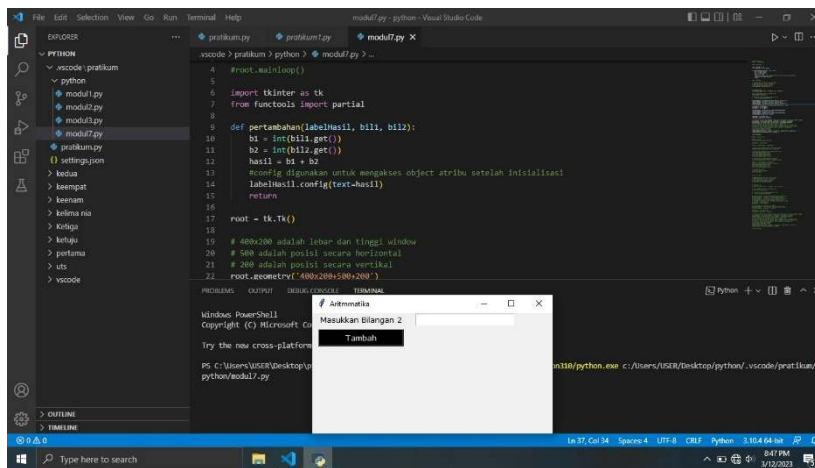 File Edit Selection View Go Run Terminal Help
modul7.py - python - Visual Studio Code
EXPLORER
PYTHON
.vscode\pratikum
python
modul1.py
modul2.py
modul3.py
modul7.py
pratikum.py
settings.json
kedua
keempat
keenam
kelima nia
Ketiga
ketuju
pertama
uts
vscode
OUTLINE
TIMELINE
pratikum.py
pratikum1.py
modul7.py
.vscode > pratikum > python > modul7.py > ...
4 #root.mainloop()
5
6 import tkinter as tk
7 from functools import partial
8
9 def pertambahan(labelHasil, bil1, bil2):
10 b1 = int(bil1.get())
11 b2 = int(bil2.get())
12 hasil = b1 + b2
13 #config digunakan untuk mengakses object atribu setelah inisialisasi
14 labelHasil.config(text=hasil)
15 return
16
17 root = tk.Tk()
18
19 # 400x200 adalah lebar dan tinggi window
20 # 500 adalah posisi secara horizontal
21 # 200 adalah posisi secara vertikal
22 root.geometry('400x200+500+200')
PROBLEMS OUTPUT DEBUG CONSOLE TERMINAL
Python
Windows PowerShell
Copyright (C) Microsoft Co
Try the new cross-platform
PS C:\Users\USER\Desktop\p
on310/python.exe c:/Users/USER/Desktop/python/.vscode/pratikum/
python/modul7.py
Aritmmatika
Masukkan Bilangan 2
Tambah
0 0
Ln 37, Col 34 Spaces: 4 UTF-8 CRLF Python 3.10.4 64-bit
Type here to search
8:47 PM
3/12/2023